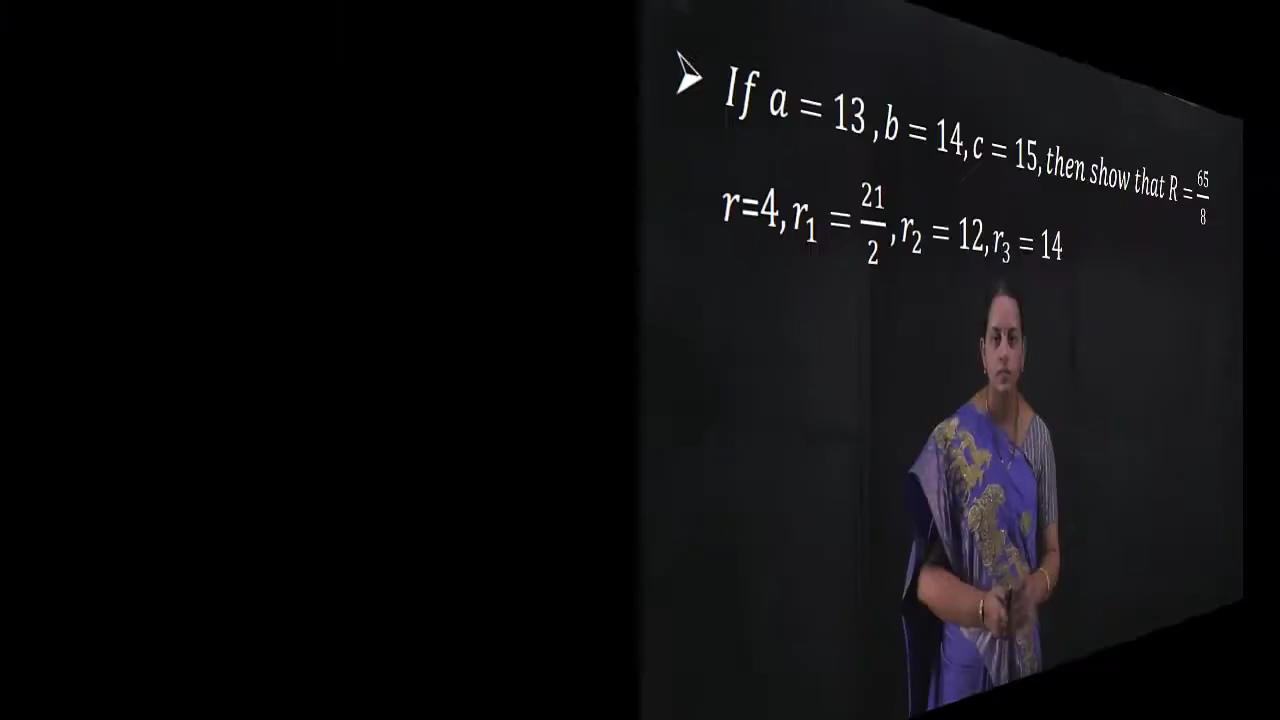 ➢ If a = 13, b = 14, c = 15, then show that R = 65/8
r=4, r₁ = 21/2, r₂ = 12, r₃ = 14